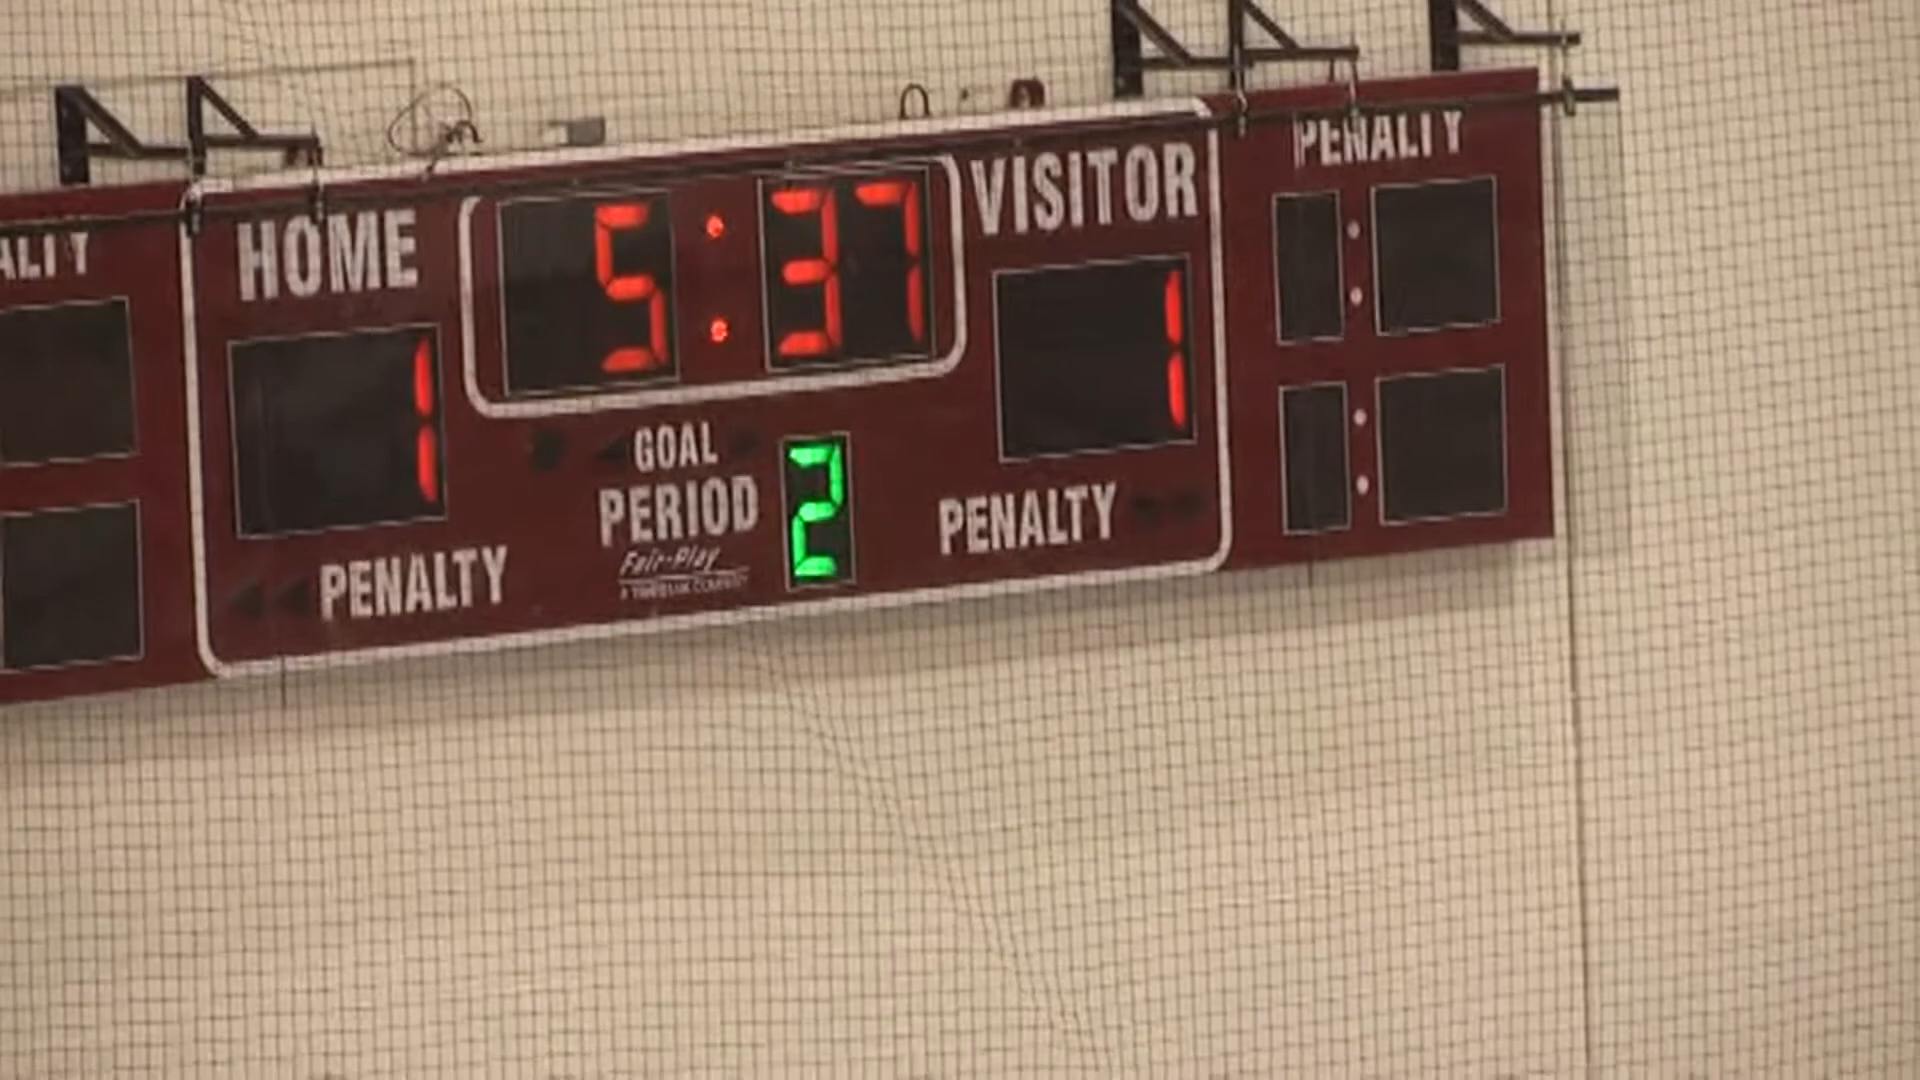 PENALTY
HOME
5:37
VISITOR
1
1
GOAL
PERIOD 2
PENALTY
Fair-Play
PENALTY